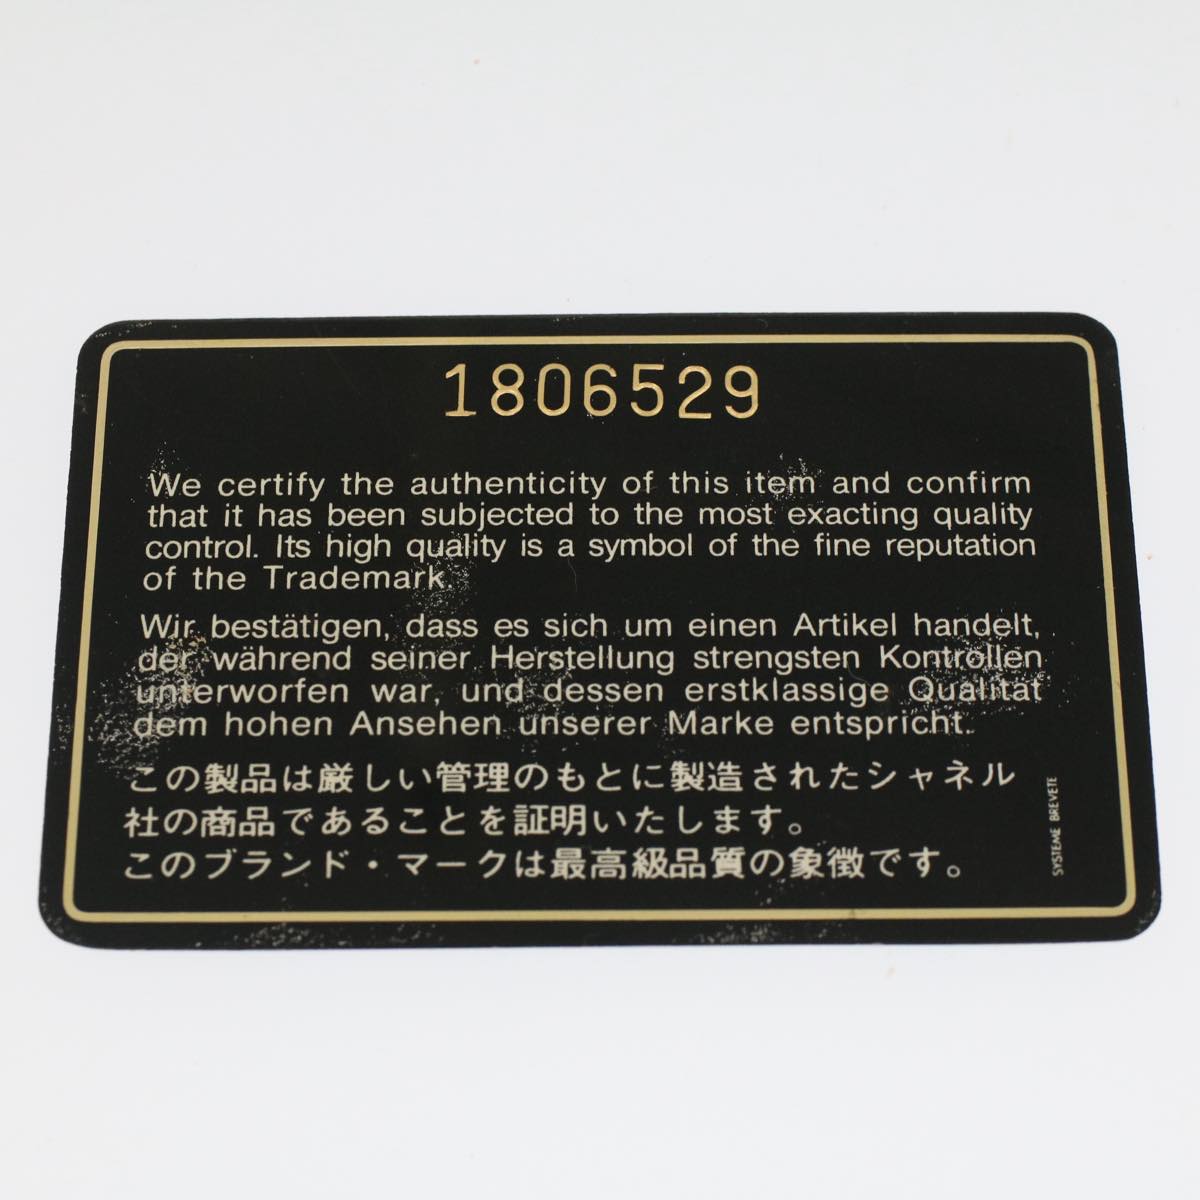 1806529
We certify the authenticity of this item and confirm
that it has been subjected to the most exacting quality
control. Its high quality is a symbol of the fine reputation
of the Trademark.
Wir bestätigen, dass es sich um einen Artikel handelt,
der während seiner Herstellung strengsten Kontrollen
unterworfen war, und dessen erstklassige Qualität
dem hohen Ansehen unserer Marke entspricht.
この製品は厳しい管理のもとに製造されたシャネル
社の商品であることを証明いたします。
このブランド・マークは最高級品質の象徴です。
SYSTEME BREVETE